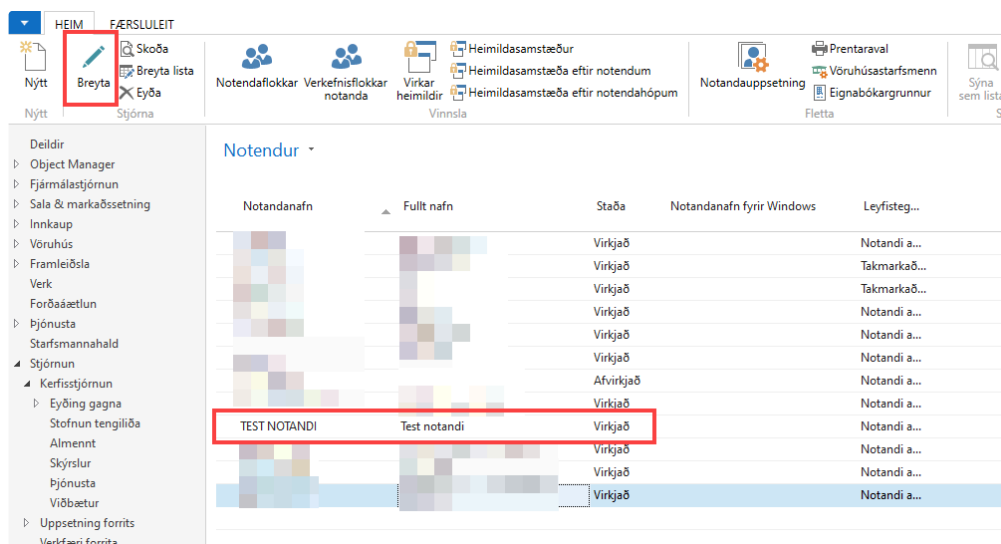 HEIM FÆRSLULEIT
Nýtt
Breyta
Skoða
Breyta lista
Eyða
Notendaflokkar
Verkefnisflokkar notanda
Virkar heimildir
Heimildasamstæður
Heimildasamstæða eftir notendum
Heimildasamstæða eftir notendahópum
Notandauppsetning
Prentaraval
Vöruhúsastarfsmenn
Eignabókargrunnur
Sýna
sem lista
Nýtt Stjórna Vinnsla Fletta S
Deildir
Object Manager
Fjármálastjórnun
Sala & markaðssetning
Innkaup
Vöruhús
Framleiðsla
Verk
Forðaáætlun
Þjónusta
Starfsmannahald
Stjórnun
Kerfisstjórnun
Eyðing gagna
Stofnun tengiliða
Almennt
Skýrslur
Þjónusta
Viðbætur
Uppsetning forrits
Verkfæri forrita
Notendur
Notandanafn Fullt nafn Staða Notandanafn fyrir Windows Leyfisteg...
Virkjað Notandi a...
Virkjað Takmarkað...
Virkjað Takmarkað...
Virkjað Notandi a...
Virkjað Notandi a...
Virkjað Notandi a...
Afvirkjað Notandi a...
Virkjað Notandi a...
TEST NOTANDI Test notandi Virkjað Notandi a...
Virkjað Notandi a...
Virkjað Notandi a...
Virkjað Notandi a...